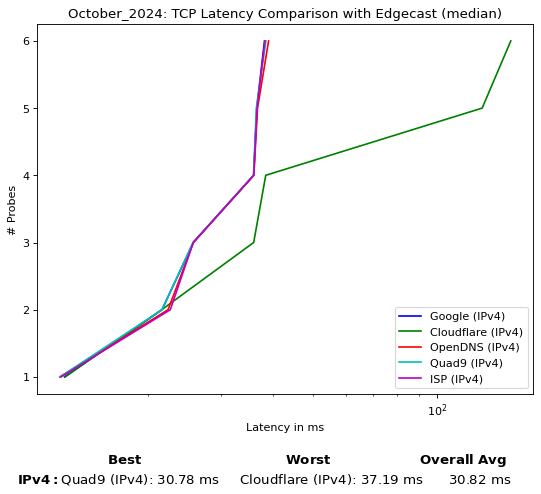 October_2024: TCP Latency Comparison with Edgecast (median)
6
5
4
3
2
1
# Probes
10^2
Latency in ms
Google (IPv4)
Cloudflare (IPv4)
OpenDNS (IPv4)
Quad9 (IPv4)
ISP (IPv4)
Best Worst Overall Avg
IPv4: Quad9 (IPv4): 30.78 ms Cloudflare (IPv4): 37.19 ms 30.82 ms